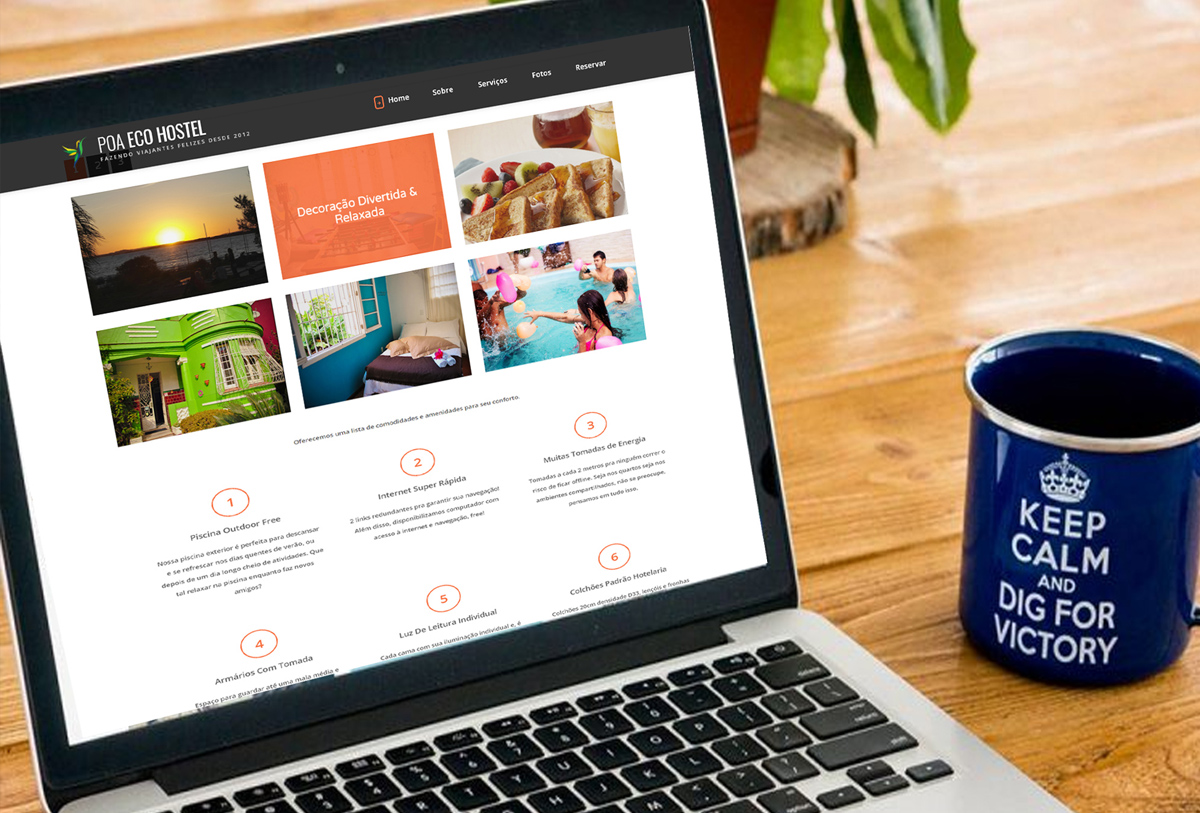 Home
Sobre
Serviços
Fotos
Reservar
POA ECO HOSTEL
FAZENDO VIAJANTES FELIZES DESDE 2012
Decoração Divertida &
Relaxada
Oferecemos uma lista de comodidades e amenidades para seu conforto.
1
Piscina Outdoor Free
Nossa piscina exterior é perfeita para descansar
e se refrescar nos dias quentes de verão, ou
depois de um dia longo cheio de atividades. Que
tal relaxar na piscina enquanto faz novos
amigos?
2
Internet Super Rápida
2 links redundantes pra garantir sua navegação!
Além disso, disponibilizamos computador com
acesso a internet e navegação, free!
3
Muitas Tomadas de Energia
Tomadas a cada 2 metros pra ninguém correr o
risco de ficar offline. Seja nos quartos seja nos
ambientes compartilhados, não se preocupe,
pensamos em tudo isso.
4
Armários Com Tomada
Espaço para guardar até uma mala média e
5
Luz De Leitura Individual
Cada cama com sua iluminação individual e, é
6
Colchões Padrão Hotelaria
Colchões 20cm densidade D33, lençóis e fronhas
KEEP
CALM
AND
DIG FOR
VICTORY